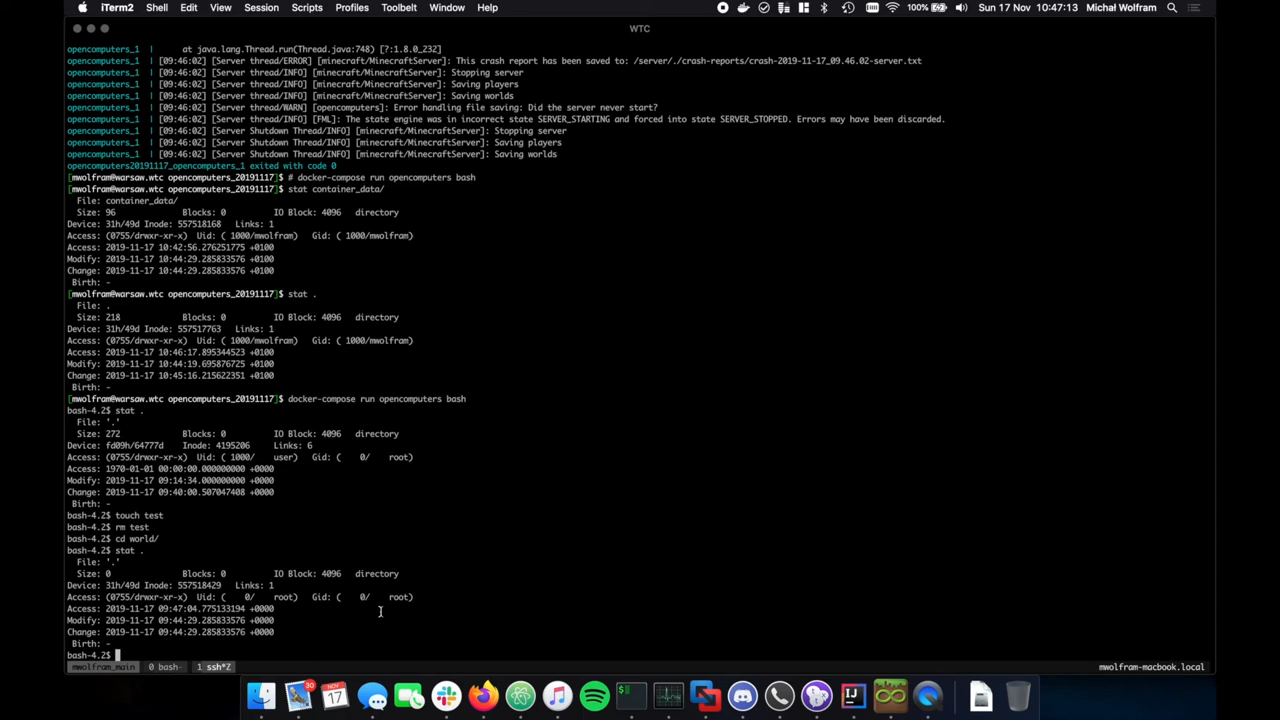 iTerm2 Shell Edit View Session Scripts Profiles Toolbelt Window Help 100% Sun 17 Nov 10:47:13 Michał Wolfram
WTC
opencomputers_1 | at java.lang.Thread.run(Thread.java:748) [?:1.8.0_232]
opencomputers_1 | [09:46:02] [Server thread/ERROR] [minecraft/MinecraftServer]: This crash report has been saved to: /server/./crash-reports/crash-2019-11-17_09.46.02-server.txt
opencomputers_1 | [09:46:02] [Server thread/INFO] [minecraft/MinecraftServer]: Stopping server
opencomputers_1 | [09:46:02] [Server thread/INFO] [minecraft/MinecraftServer]: Saving players
opencomputers_1 | [09:46:02] [Server thread/INFO] [minecraft/MinecraftServer]: Saving worlds
opencomputers_1 | [09:46:02] [Server thread/WARN] [opencomputers]: Error handling file saving: Did the server never start?
opencomputers_1 | [09:46:02] [Server thread/INFO] [FML]: The state engine was in incorrect state SERVER_STARTING and forced into state SERVER_STOPPED. Errors may have been discarded.
opencomputers_1 | [09:46:02] [Server Shutdown Thread/INFO] [minecraft/MinecraftServer]: Stopping server
opencomputers_1 | [09:46:02] [Server Shutdown Thread/INFO] [minecraft/MinecraftServer]: Saving players
opencomputers_1 | [09:46:02] [Server Shutdown Thread/INFO] [minecraft/MinecraftServer]: Saving worlds
opencomputers20191117_opencomputers_1 exited with code 0
[mwolfram@warsaw.wtc opencomputers_20191117]$ # docker-compose run opencomputers bash
[mwolfram@warsaw.wtc opencomputers_20191117]$ stat container_data/
File: container_data/
Size: 96 Blocks: 0 IO Block: 4096 directory
Device: 31h/49d Inode: 557518168 Links: 1
Access: (0755/drwxr-xr-x) Uid: ( 1000/mwolfram) Gid: ( 1000/mwolfram)
Access: 2019-11-17 10:42:56.276251775 +0100
Modify: 2019-11-17 10:44:29.285833576 +0100
Change: 2019-11-17 10:44:29.285833576 +0100
Birth: -
[mwolfram@warsaw.wtc opencomputers_20191117]$ stat .
File: .
Size: 218 Blocks: 0 IO Block: 4096 directory
Device: 31h/49d Inode: 557517763 Links: 1
Access: (0755/drwxr-xr-x) Uid: ( 1000/mwolfram) Gid: ( 1000/mwolfram)
Access: 2019-11-17 10:46:17.895344523 +0100
Modify: 2019-11-17 10:44:19.695876725 +0100
Change: 2019-11-17 10:45:16.215622351 +0100
Birth: -
[mwolfram@warsaw.wtc opencomputers_20191117]$ docker-compose run opencomputers bash
bash-4.2$ stat .
File: '.'
Size: 272 Blocks: 0 IO Block: 4096 directory
Device: fd09h/64777d Inode: 4195206 Links: 6
Access: (0755/drwxr-xr-x) Uid: ( 1000/ user) Gid: ( 0/ root)
Access: 1970-01-01 00:00:00.000000000 +0000
Modify: 2019-11-17 09:14:34.000000000 +0000
Change: 2019-11-17 09:40:00.507047408 +0000
Birth: -
bash-4.2$ touch test
bash-4.2$ rm test
bash-4.2$ cd world/
bash-4.2$ stat .
File: '.'
Size: 0 Blocks: 0 IO Block: 4096 directory
Device: 31h/49d Inode: 557518429 Links: 1
Access: (0755/drwxr-xr-x) Uid: ( 0/ root) Gid: ( 0/ root)
Access: 2019-11-17 09:47:04.775133194 +0000
Modify: 2019-11-17 09:44:29.285833576 +0000
Change: 2019-11-17 09:44:29.285833576 +0000
Birth: -
bash-4.2$
mwolfram_main 0 bash- 1 ssh*Z mwolfram-macbook.local
30 NOV 17